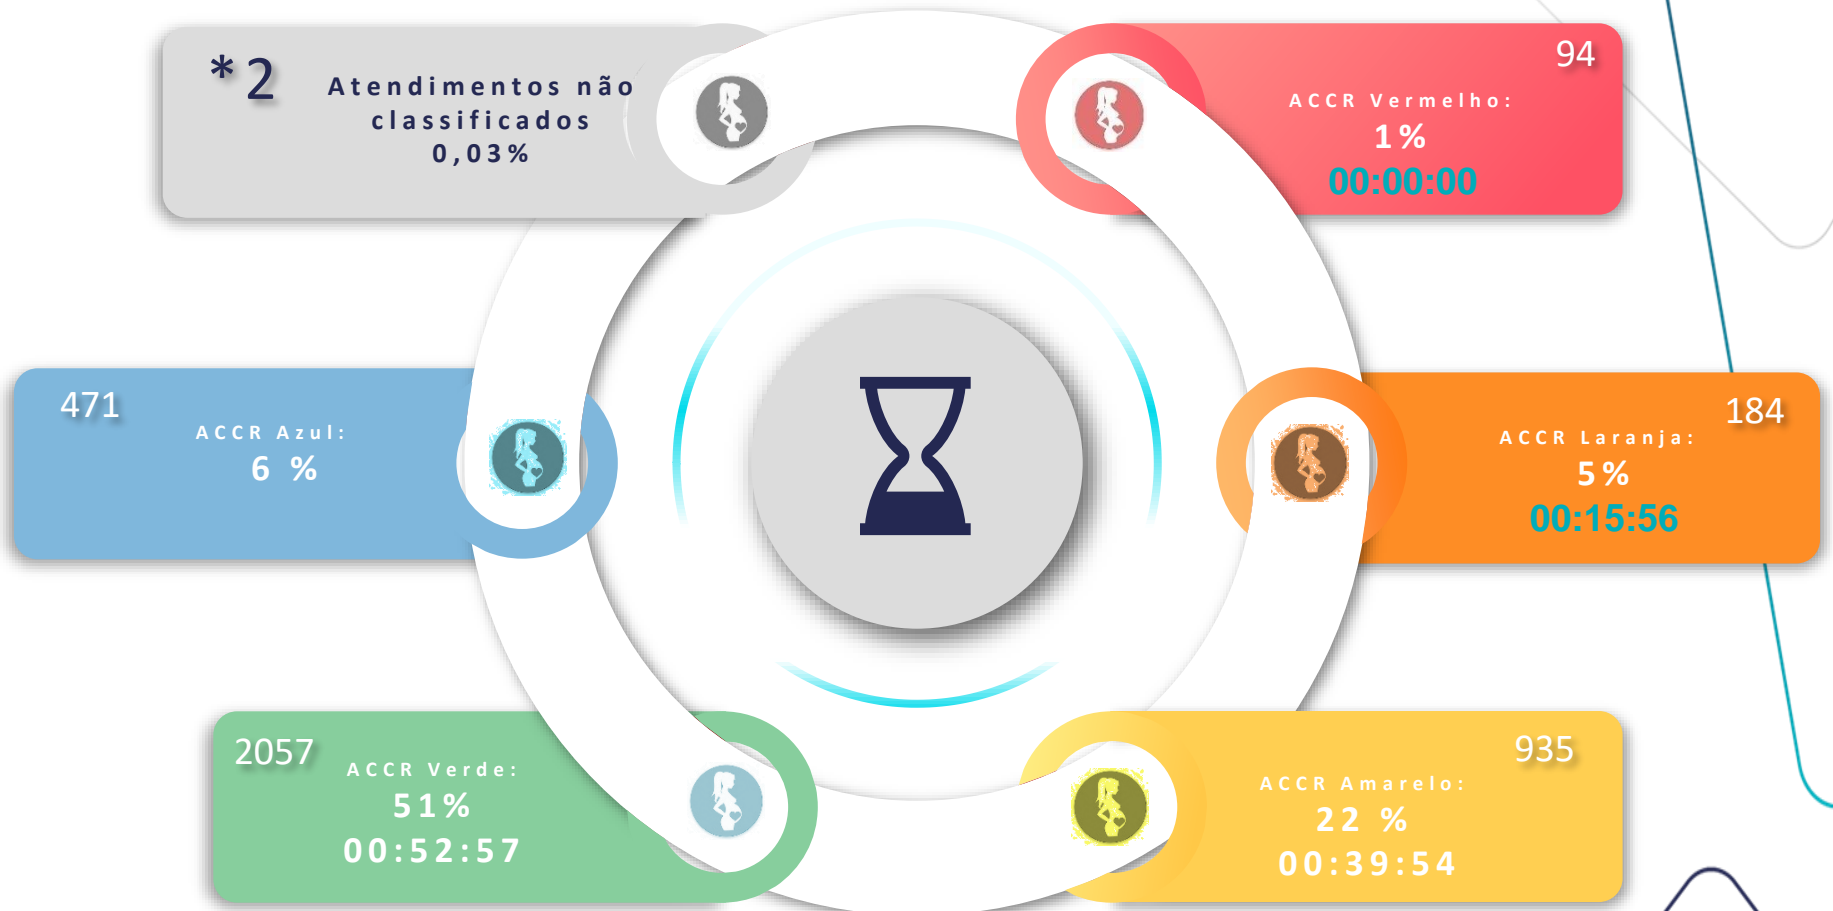 *2
Atendimentos não
classificados
0,03%
94
ACCR Vermelho:
1%
00:00:00
471
ACCR Azul:
6 %
184
ACCR Laranja:
5%
00:15:56
2057
ACCR Verde:
51%
00:52:57
935
ACCR Amarelo:
22 %
00:39:54